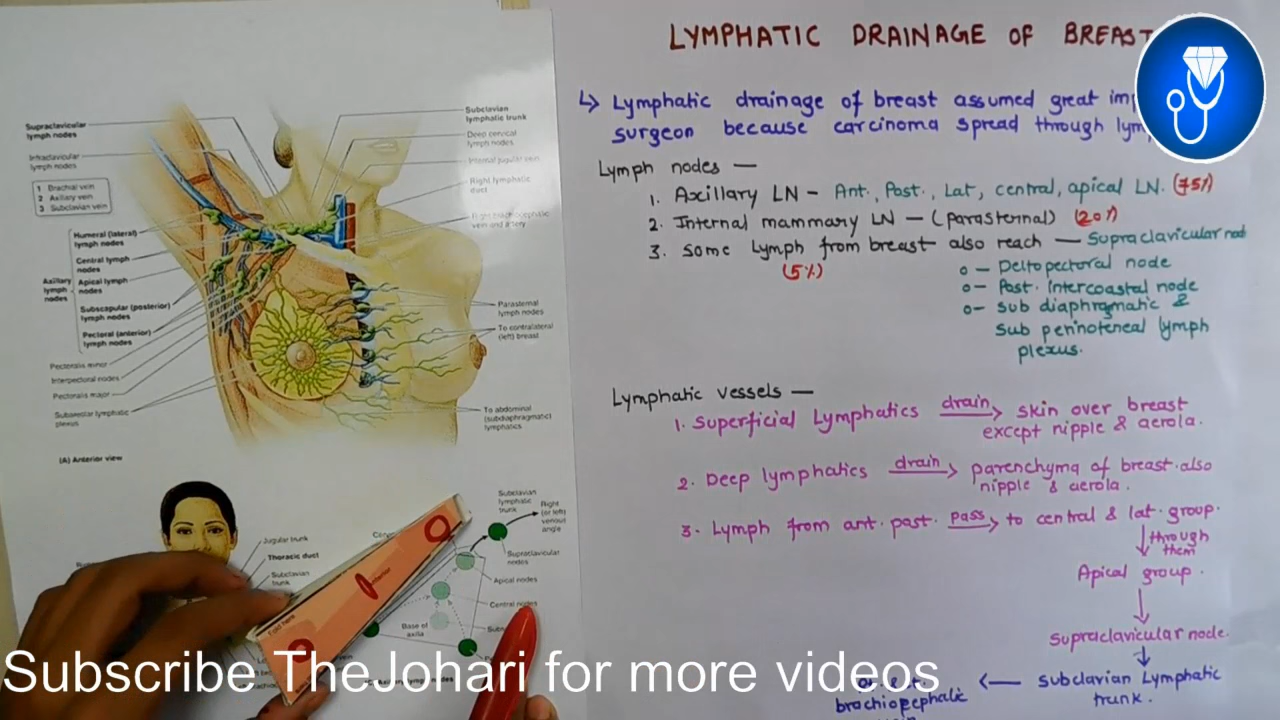 LYMPHATIC DRAINAGE OF BREAST
↳ Lymphatic drainage of breast assumed great imp
surgeon because carcinoma spread through lym
Lymph nodes —
1. Axillary LN - Ant., Post., Lat, central, apical LN. (75%)
2. Internal mammary LN - (parasternal) (20%)
3. Some lymph from breast also reach — Supraclavicular nod
(5%)
o - Deltopectoral node
o - Post. intercoastal node
o - sub diaphragmatic &
sub peritoneneal lymph
plexus.
Lymphatic vessels —
1. Superficial Lymphatics drain → skin over breast
except nipple & aerola.
2. Deep lymphatics drain → parenchyma of breast also
nipple & aerola.
3. Lymph from ant. past. pass → to central & lat. group.
↓ through
them
Apical group.
↓
Supraclavicular node.
↓
subclavian Lymphatic
trunk.
←
brachiopephalic
Supraclavicular
lymph nodes
Infraclavicular
lymph nodes
1 Brachial vein
2 Axillary vein
3 Subclavian vein
Humeral (lateral)
lymph nodes
Central lymph
nodes
Axillary
lymph
nodes
Apical lymph
nodes
Subscapular (posterior)
lymph nodes
Pectoral (anterior)
lymph nodes
Pectoralis minor
Interpectoral nodes
Pectoralis major
Subareolar lymphatic
plexus
(A) Anterior view
Subclavian
lymphatic trunk
Deep cervical
lymph nodes
Internal jugular vein
Right lymphatic
duct
Right brachiocephalic
vein and artery
Parasternal
lymph nodes
To contralateral
(left) breast
To abdominal
(subdiaphragmatic)
lymphatics
Jugular trunk
Thoracic duct
Subclavian
trunk
Subclavian
lymphatic
trunk
Right
(or left)
venous
angle
Supraclavicular
nodes
Apical nodes
Central nodes
Base of
axilla
Fold here
Subscribe TheJohari for more videos